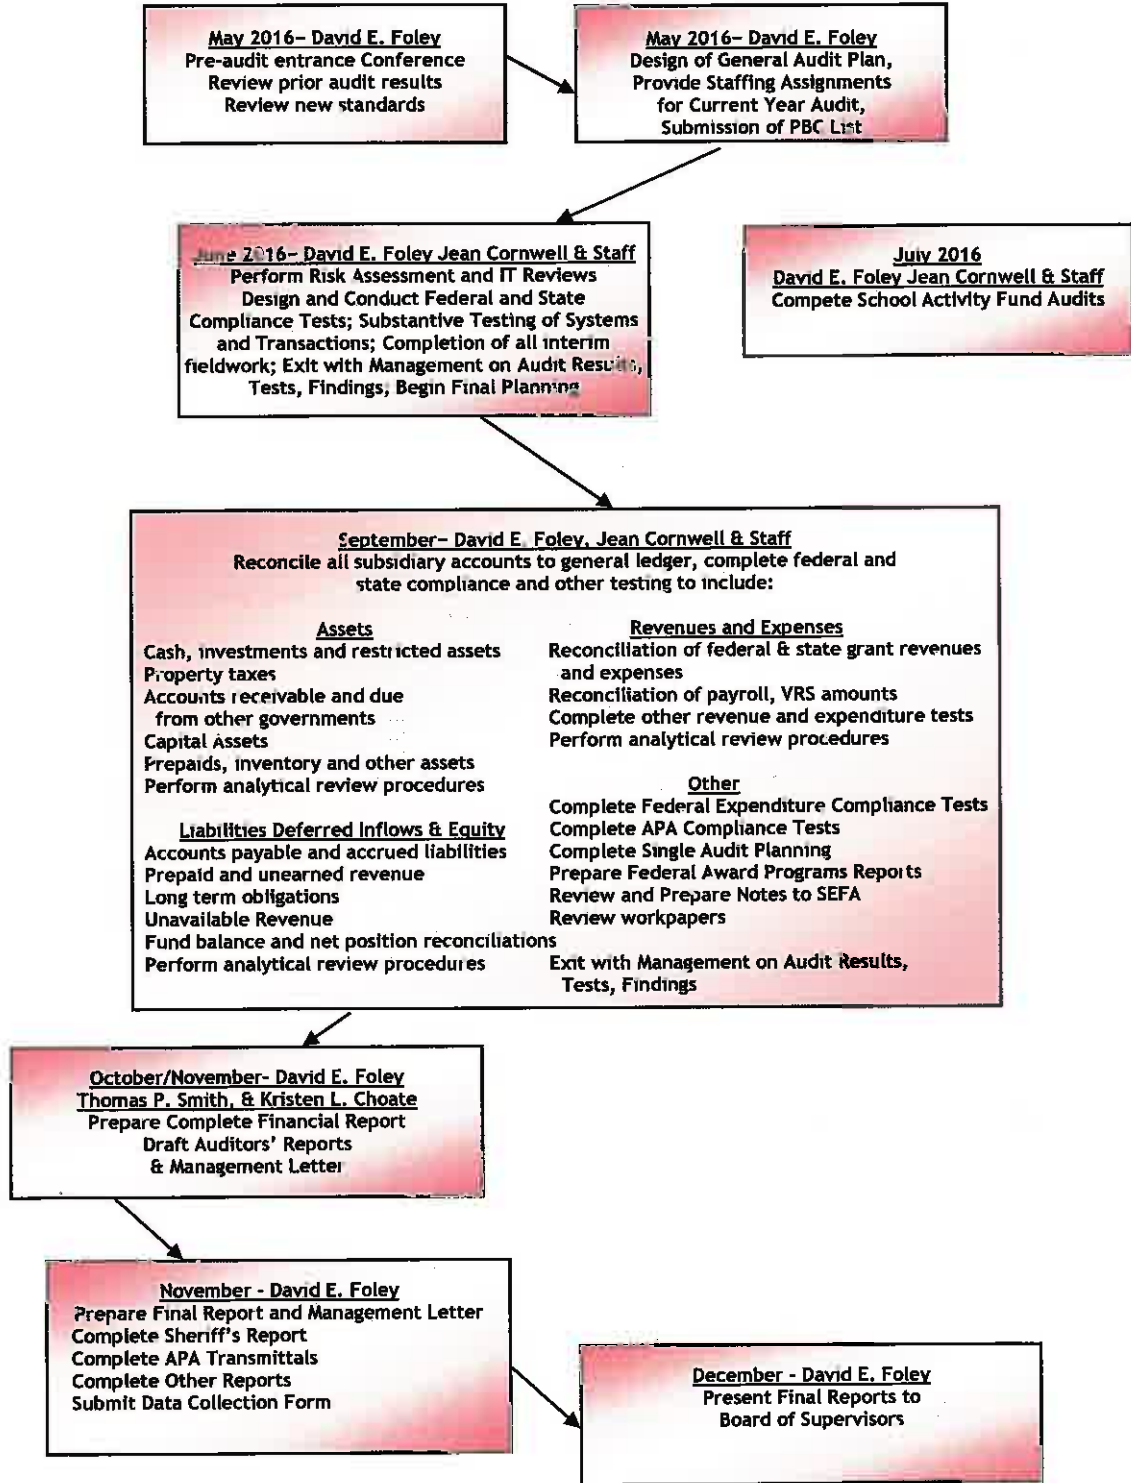 May 2016– David E. Foley
Pre-audit entrance Conference
Review prior audit results
Review new standards
May 2016– David E. Foley
Design of General Audit Plan,
Provide Staffing Assignments
for Current Year Audit,
Submission of PBC List
June 2016– David E. Foley Jean Cornwell & Staff
Perform Risk Assessment and IT Reviews
Design and Conduct Federal and State
Compliance Tests; Substantive Testing of Systems
and Transactions; Completion of all interim
fieldwork; Exit with Management on Audit Results,
Tests, Findings; Begin Final Planning
July 2016
David E. Foley Jean Cornwell & Staff
Compete School Activity Fund Audits
September– David E. Foley, Jean Cornwell & Staff
Reconcile all subsidiary accounts to general ledger, complete federal and
state compliance and other testing to include:
Assets
Cash, investments and restricted assets
Property taxes
Accounts receivable and due
from other governments
Capital Assets
Prepaids, inventory and other assets
Perform analytical review procedures
Liabilities Deferred Inflows & Equity
Accounts payable and accrued liabilities
Prepaid and unearned revenue
Long term obligations
Unavailable Revenue
Fund balance and net position reconciliations
Perform analytical review procedures
Revenues and Expenses
Reconciliation of federal & state grant revenues
and expenses
Reconciliation of payroll, VRS amounts
Complete other revenue and expenditure tests
Perform analytical review procedures
Other
Complete Federal Expenditure Compliance Tests
Complete APA Compliance Tests
Complete Single Audit Planning
Prepare Federal Award Programs Reports
Review and Prepare Notes to SEFA
Review workpapers
Exit with Management on Audit Results,
Tests, Findings
October/November- David E. Foley
Thomas P. Smith, & Kristen L. Choate
Prepare Complete Financial Report
Draft Auditors' Reports
& Management Letter
November - David E. Foley
Prepare Final Report and Management Letter
Complete Sheriff's Report
Complete APA Transmittals
Complete Other Reports
Submit Data Collection Form
December - David E. Foley
Present Final Reports to
Board of Supervisors